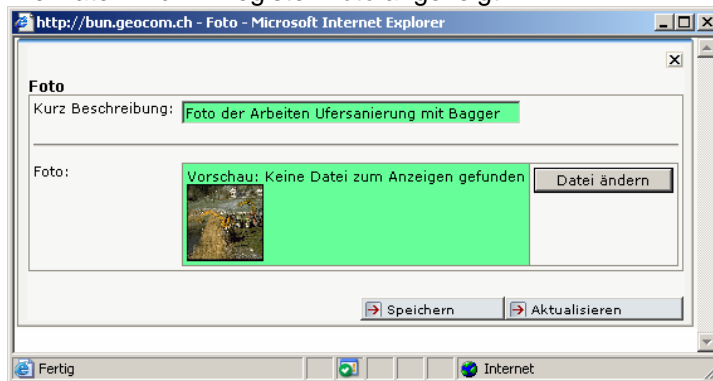 http://bun.geocom.ch - Foto - Microsoft Internet Explorer
Foto
Kurz Beschreibung:
Foto der Arbeiten Ufersanierung mit Bagger
Foto:
Vorschau: Keine Datei zum Anzeigen gefunden
Datei ändern
Speichern
Aktualisieren
Fertig
Internet